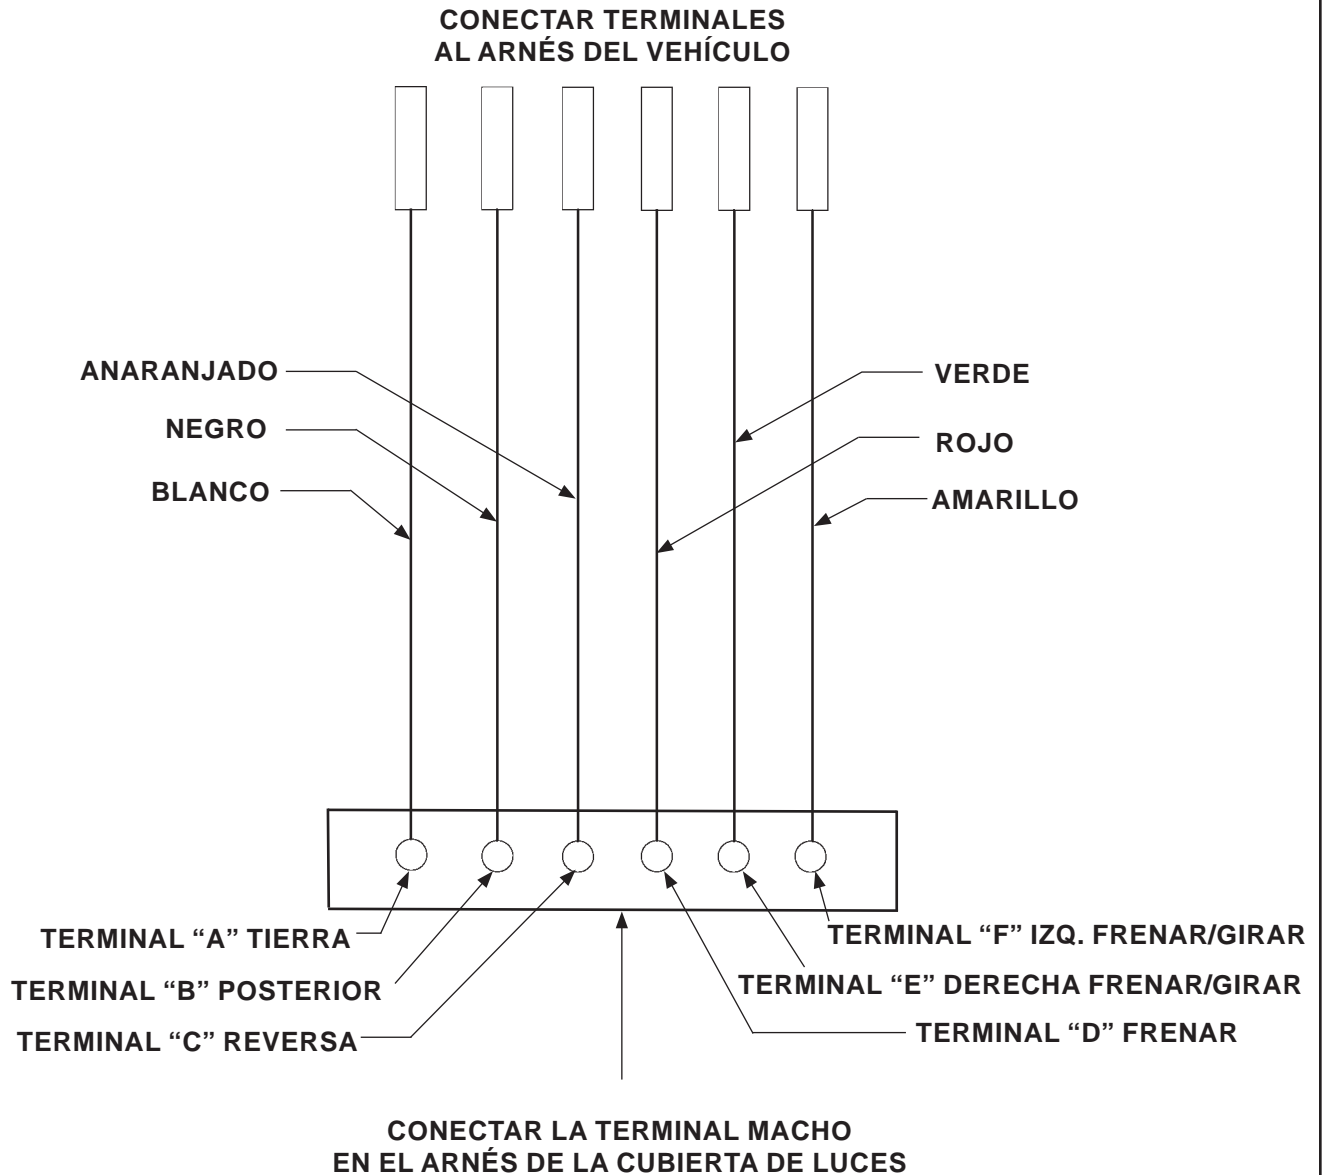 CONECTAR TERMINALES
AL ARNÉS DEL VEHÍCULO
ANARANJADO
NEGRO
BLANCO
VERDE
ROJO
AMARILLO
TERMINAL “A” TIERRA
TERMINAL “B” POSTERIOR
TERMINAL “C” REVERSA
TERMINAL “F” IZQ. FRENAR/GIRAR
TERMINAL “E” DERECHA FRENAR/GIRAR
TERMINAL “D” FRENAR
CONECTAR LA TERMINAL MACHO
EN EL ARNÉS DE LA CUBIERTA DE LUCES